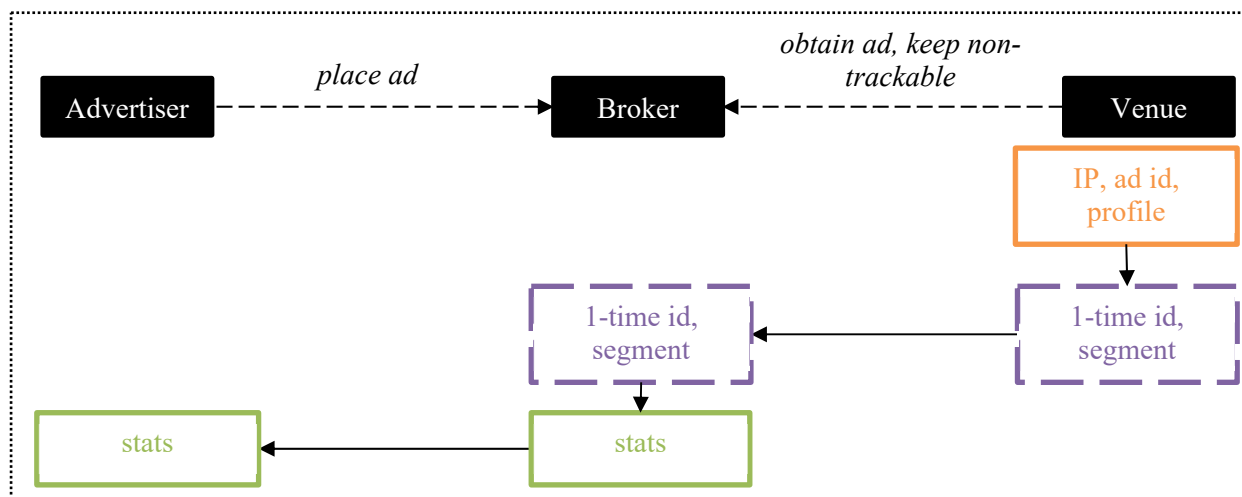 obtain ad, keep non-
place ad
trackable
Advertiser
Broker
Venue
IP, ad id,
profile
1-time id,
segment
1-time id,
segment
stats
stats